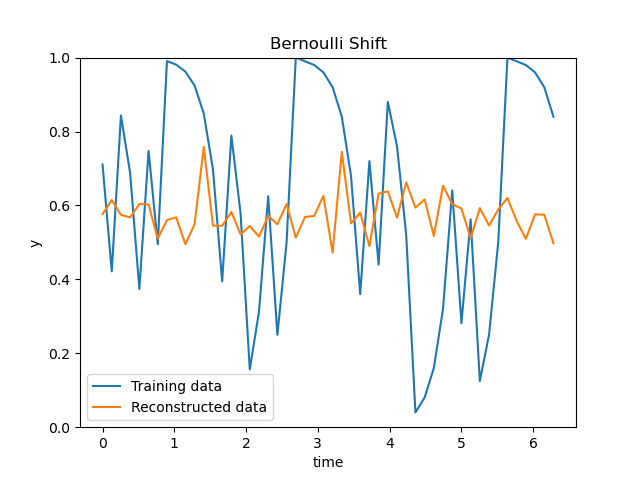 Bernoulli Shift
1.0
0.8
0.6
0.4
0.2
0.0
y
Training data
Reconstructed data
0 1 2 3 4 5 6
time